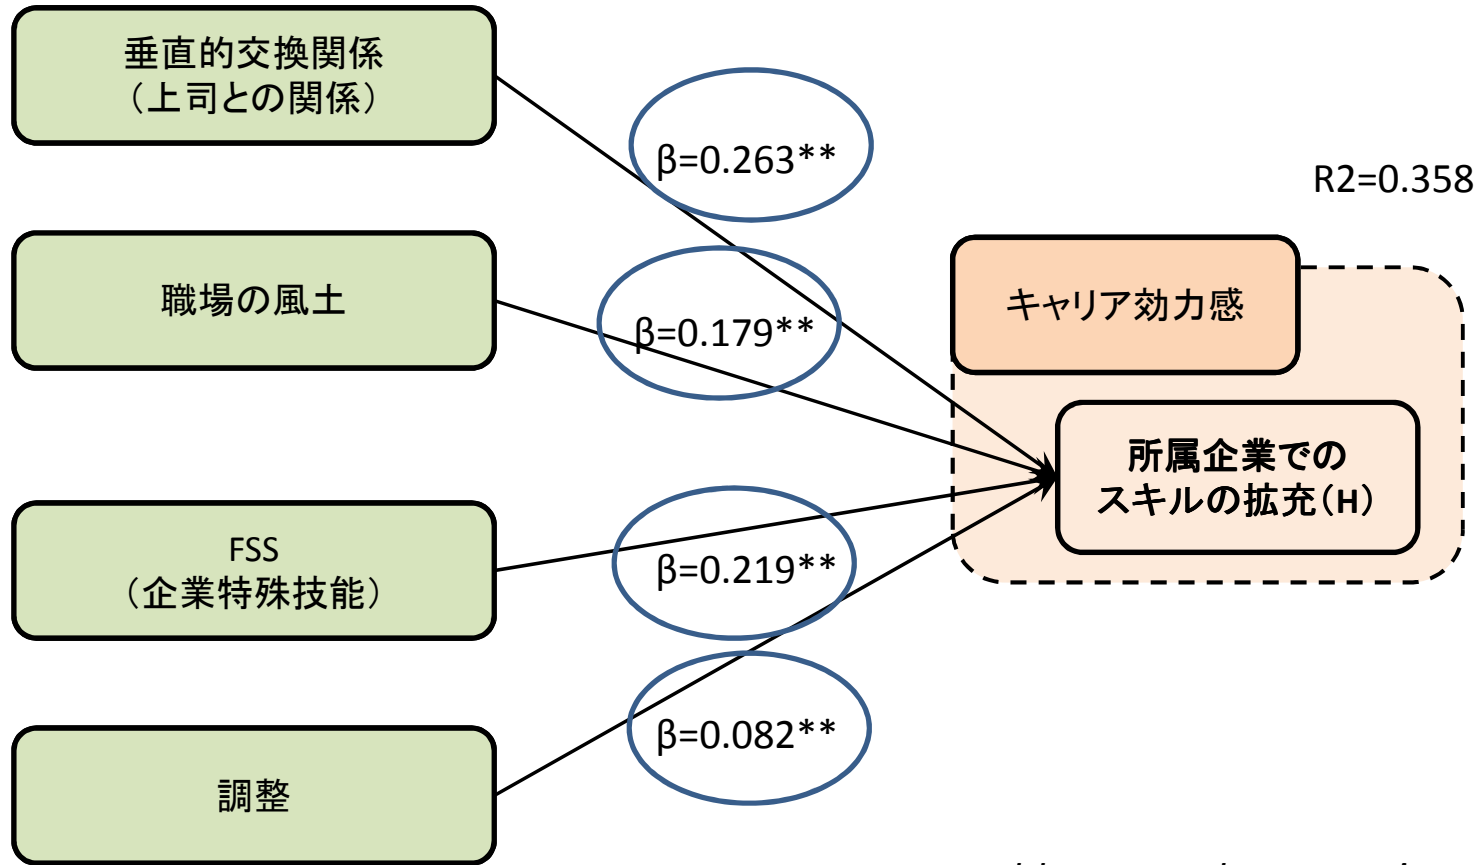 垂直的交換関係
（上司との関係）
β=0.263**
R2=0.358
職場の風土
β=0.179**
キャリア効力感
所属企業での
スキルの拡充（H）
FSS
（企業特殊技能）
β=0.219**
β=0.082**
調整